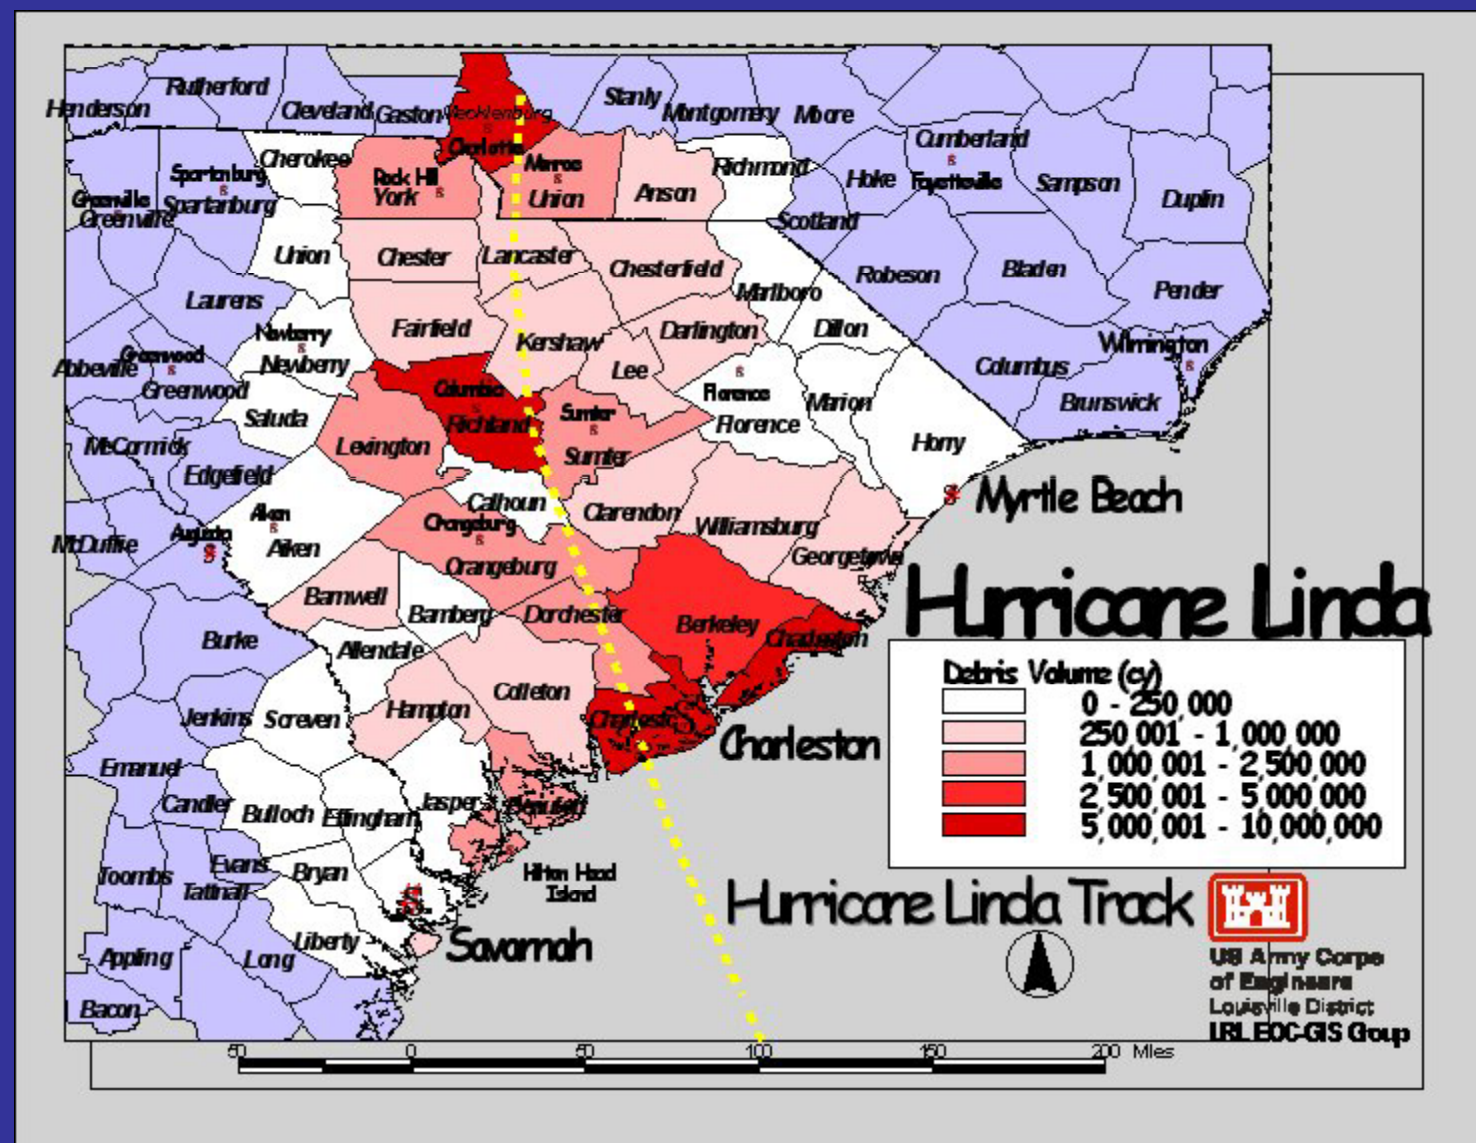 Henderson
Rutherford
Cleveland
Gaston
Mecklenburg
Stanly
Montgomery
Moore
Cumberland
Cherokee
Charlotte
Monroe
Richmond
Hoke
Fayetteville
Sampson
Duplin
Spartanburg
Spartanburg
Rock Hill
York
Union
Anson
Greenville
Greenville
Scotland
Union
Chester
Lancaster
Chesterfield
Robeson
Bladen
Pender
Laurens
Marlboro
Fairfield
Kershaw
Darlington
Dillon
Newberry
Newberry
Wilmington
Abbeville
Greenwood
Greenwood
Lee
Columbus
Columbia
Florence
Florence
Marion
Brunswick
Saluda
Richland
Sumter
Sumter
Horry
McCormick
Lexington
Edgefield
Calhoun
Clarendon
Williamsburg
Myrtle Beach
McDuffie
Augusta
Aiken
Aiken
Orangeburg
Orangeburg
Georgetown
Barnwell
Bamberg
Dorchester
Berkeley
Charleston
Hurricane Linda
Burke
Allendale
Colleton
Hampton
Jenkins
Screven
Charleston
Charleston
Debris Volume (cy)
0 - 250,000
250,001 - 1,000,000
1,000,001 - 2,500,000
2,500,001 - 5,000,000
5,000,001 - 10,000,000
Emanuel
Candler
Bulloch
Effingham
Jasper
Beaufort
Toombs
Evans
Tattnall
Bryan
Hilton Head
Island
Hurricane Linda Track
Liberty
Savannah
Appling
Long
Bacon
US Army Corps
of Engineers
Louisville District
LRL EOC-GIS Group
50 0 50 100 150 200 Miles